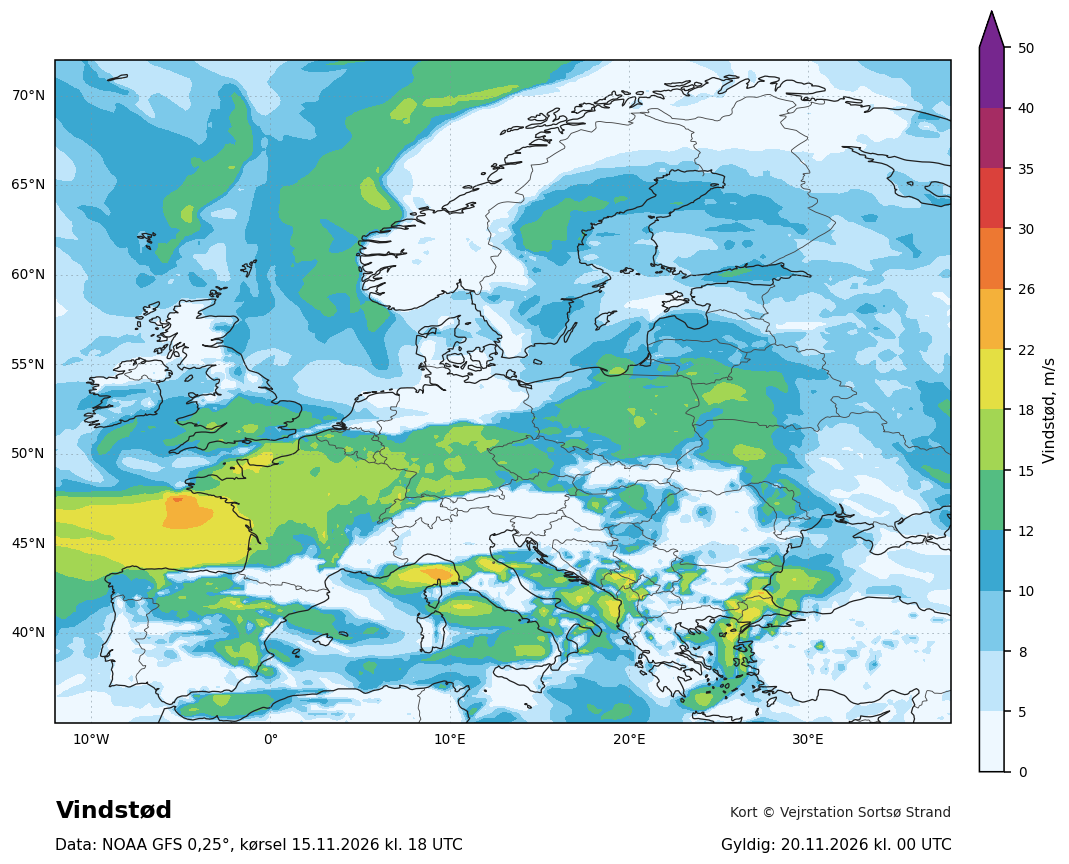 50
40
35
30
26
22
18
15
12
10
8
5
0
Vindstød, m/s
70°N
65°N
60°N
55°N
50°N
45°N
40°N
10°W
0°
10°E
20°E
30°E
Vindstød
Kort © Vejrstation Sortsø Strand
Data: NOAA GFS 0,25°, kørsel 15.11.2026 kl. 18 UTC
Gyldig: 20.11.2026 kl. 00 UTC